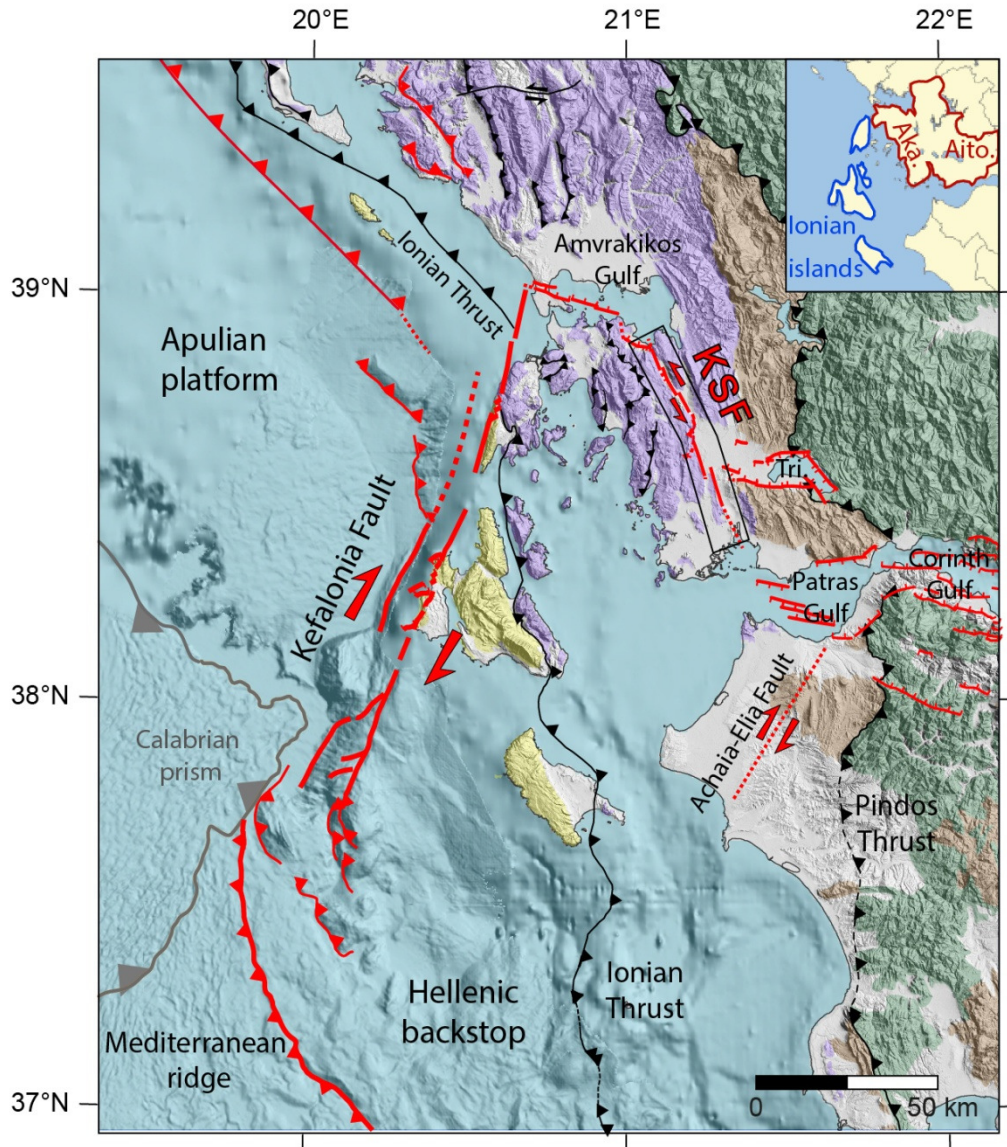 20°E
21°E
22°E
39°N
38°N
37°N
Aka.
Aito.
Ionian
islands
Amvrakikos
Gulf
Ionian Thrust
Apulian
platform
KSF
Tri.
Kefalonia Fault
Patras
Gulf
Corinth
Gulf
Achaia-Elia Fault
Calabrian
prism
Pindos
Thrust
Hellenic
backstop
Ionian
Thrust
Mediterranean
ridge
0
50 km